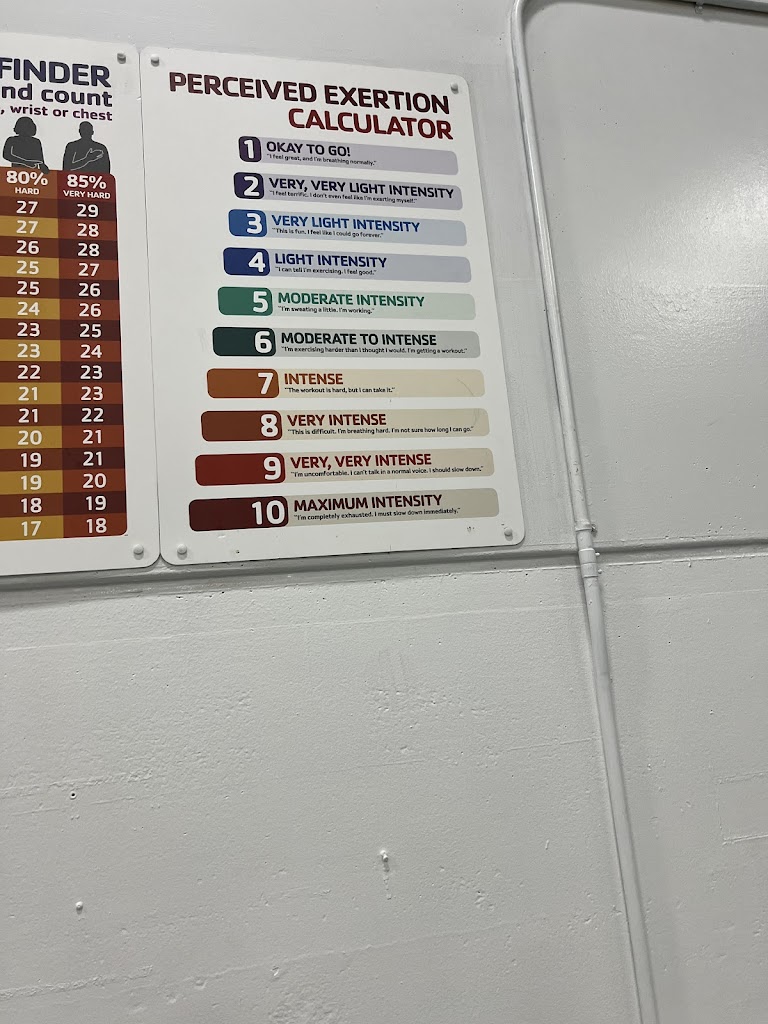 FINDER
nd count
, wrist or chest
80% 85%
HARD VERY HARD
27 29
27 28
26 28
25 27
25 26
24 26
23 25
23 24
22 23
21 23
21 22
20 21
19 21
19 20
18 19
17 18
PERCEIVED EXERTION
CALCULATOR
1 OKAY TO GO!
"I feel great, and I'm breathing normally."
2 VERY, VERY LIGHT INTENSITY
"I feel terrific. I don't even feel like I'm exerting myself."
3 VERY LIGHT INTENSITY
"This is fun. I feel like I could go forever."
4 LIGHT INTENSITY
"I can tell I'm exercising. I feel good."
5 MODERATE INTENSITY
"I'm sweating a little. I'm working."
6 MODERATE TO INTENSE
"I'm exercising harder than I thought I would. I'm getting a workout."
7 INTENSE
"The workout is hard, but I can take it."
8 VERY INTENSE
"This is difficult. I'm breathing hard. I'm not sure how long I can go."
9 VERY, VERY INTENSE
"I'm uncomfortable. I can't talk in a normal voice. I should slow down."
10 MAXIMUM INTENSITY
"I'm completely exhausted. I must slow down immediately."